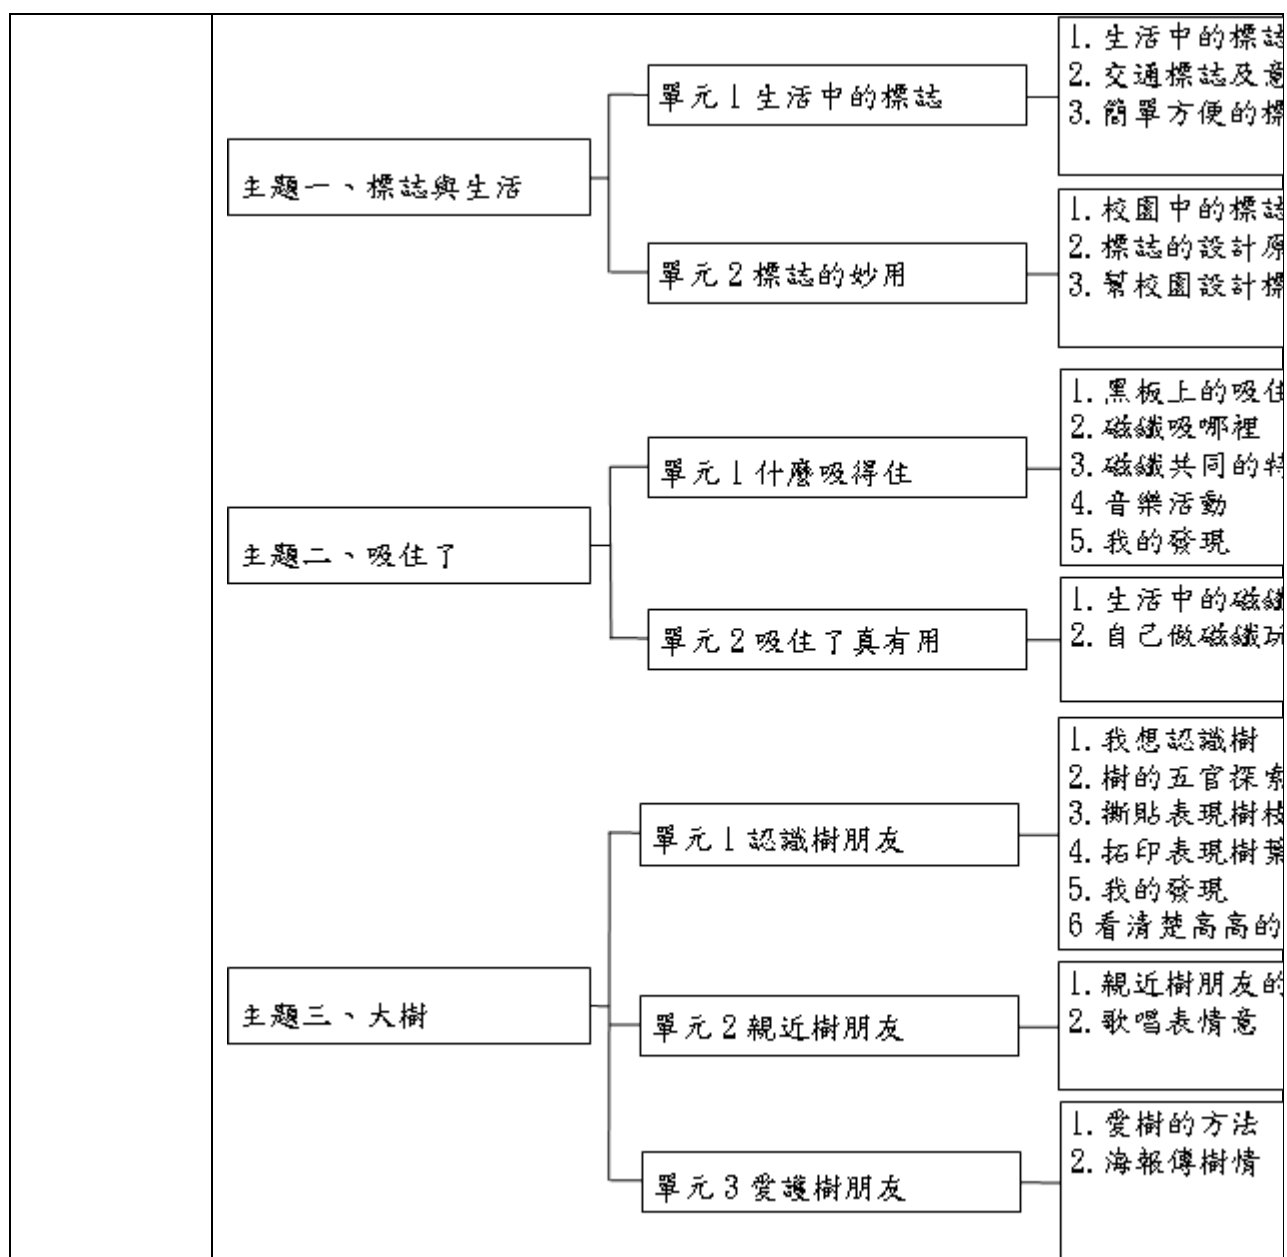 主題一、標誌與生活
單元1生活中的標誌
1.生活中的標誌
2.交通標誌及意
3.簡單方便的標
單元2標誌的妙用
1.校園中的標誌
2.標誌的設計原
3.幫校園設計標
主題二、吸住了
單元1什麼吸得住
1.黑板上的吸住
2.磁鐵吸哪裡
3.磁鐵共同的特
4.音樂活動
5.我的發現
單元2吸住了真有用
1.生活中的磁鐵
2.自己做磁鐵玩
主題三、大樹
單元1認識樹朋友
1.我想認識樹
2.樹的五官探索
3.撕貼表現樹枝
4.拓印表現樹葉
5.我的發現
6看清楚高高的
單元2親近樹朋友
1.親近樹朋友的
2.歌唱表情意
單元3愛護樹朋友
1.愛樹的方法
2.海報傳樹情